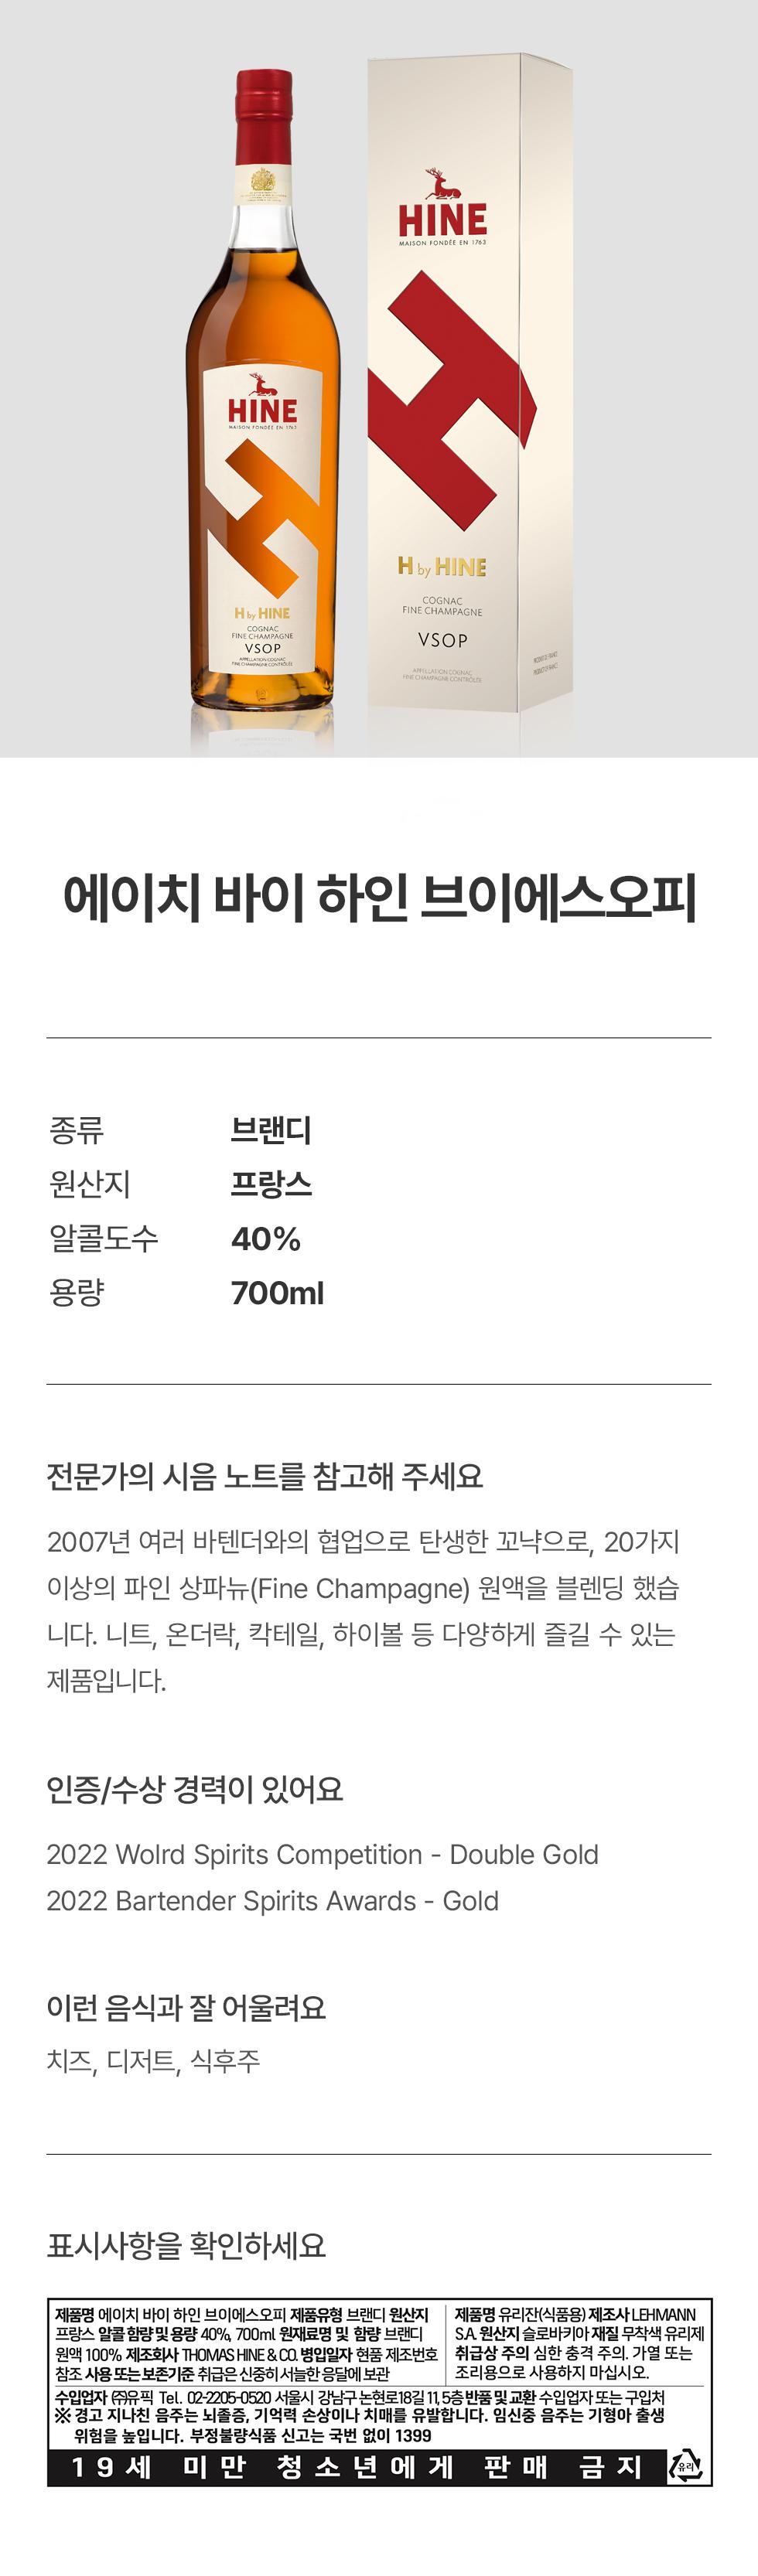 HINE
MAISON FONDÉE EN 1763
H by HINE
COGNAC
FINE CHAMPAGNE
VSOP
APPELLATION COGNAC
FINE CHAMPAGNE CONTRÔLÉE
HINE
MAISON FONDÉE EN 1763
H by HINE
COGNAC
FINE CHAMPAGNE
VSOP
APPELLATION COGNAC
FINE CHAMPAGNE CONTRÔLÉE
에이치 바이 하인 브이에스오피
종류 브랜디
원산지 프랑스
알콜도수 40%
용량 700ml
전문가의 시음 노트를 참고해 주세요
2007년 여러 바텐더와의 협업으로 탄생한 꼬냑으로, 20가지
이상의 파인 샹파뉴(Fine Champagne) 원액을 블렌딩 했습
니다. 니트, 온더락, 칵테일, 하이볼 등 다양하게 즐길 수 있는
제품입니다.
인증/수상 경력이 있어요
2022 Wolrd Spirits Competition - Double Gold
2022 Bartender Spirits Awards - Gold
이런 음식과 잘 어울려요
치즈, 디저트, 식후주
표시사항을 확인하세요
제품명 에이치 바이 하인 브이에스오피 제품유형 브랜디 원산지
프랑스 알콜 함량 및 용량 40%, 700ml 원재료명 및 함량 브랜디
원액 100% 제조회사 THOMAS HINE & CO. 병입일자 현품 제조번호
참조 사용 또는 보존기준 취급은 신중히 서늘한 응달에 보관
제품명 유리잔(식품용) 제조사 LEHMANN
S.A. 원산지 슬로바키아 재질 무착색 유리제
취급상 주의 심한 충격 주의. 가열 또는
조리용으로 사용하지 마십시오.
수입업자 ㈜유픽 Tel. 02-2205-0520 서울시 강남구 논현로18길 11, 5층 반품 및 교환 수입업자 또는 구입처
※ 경고 지나친 음주는 뇌졸중, 기억력 손상이나 치매를 유발합니다. 임신중 음주는 기형아 출생
위험을 높입니다. 부정불량식품 신고는 국번 없이 1399
19세 미만 청소년에게 판매 금지
유리